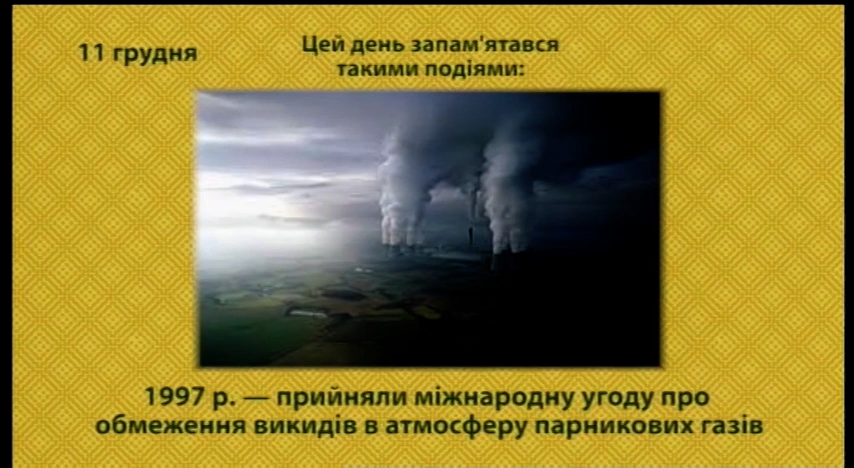 11 грудня
Цей день запам'ятався
такими подіями:
1997 р. — прийняли міжнародну угоду про
обмеження викидів в атмосферу парникових газів